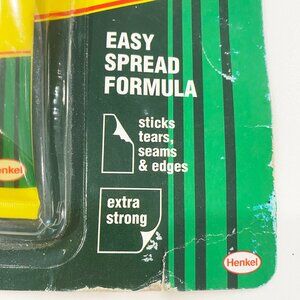 EASY
SPREAD
FORMULA
sticks
tears,
seams
& edges
extra
strong
Henkel
Henkel